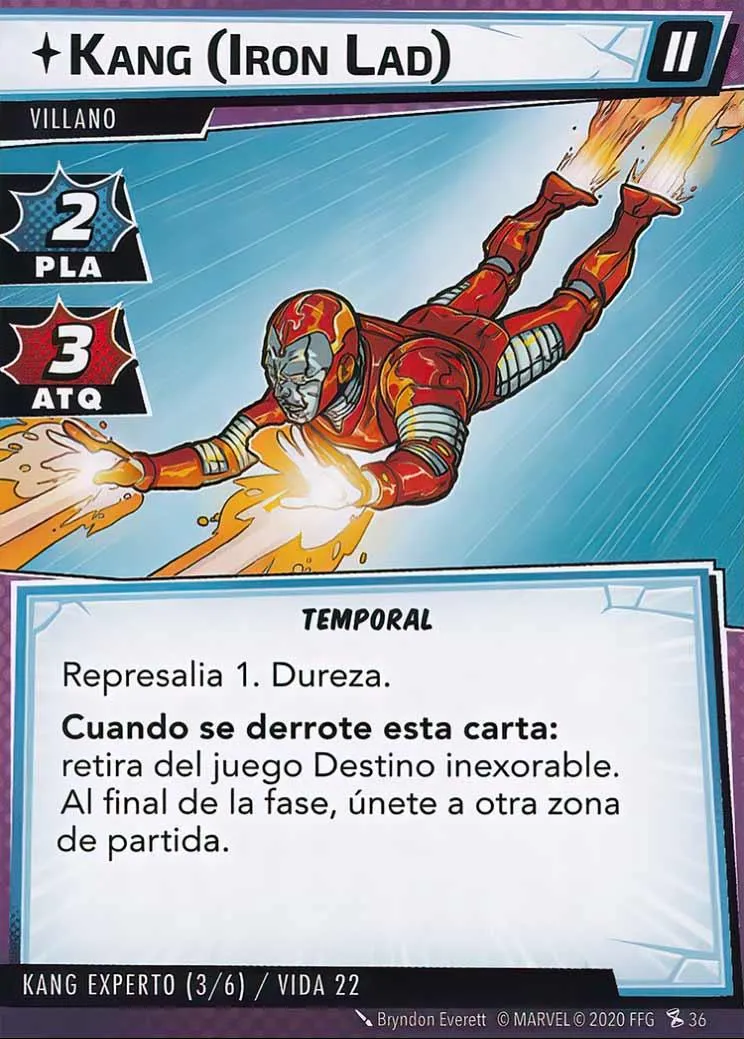 KANG (IRON LAD)
II
VILLANO
2
PLA
3
ATQ
TEMPORAL
Represalia 1. Dureza.
Cuando se derrote esta carta:
retira del juego Destino inexorable.
Al final de la fase, únete a otra zona
de partida.
KANG EXPERTO (3/6) / VIDA 22
Bryndon Everett © MARVEL © 2020 FFG 36